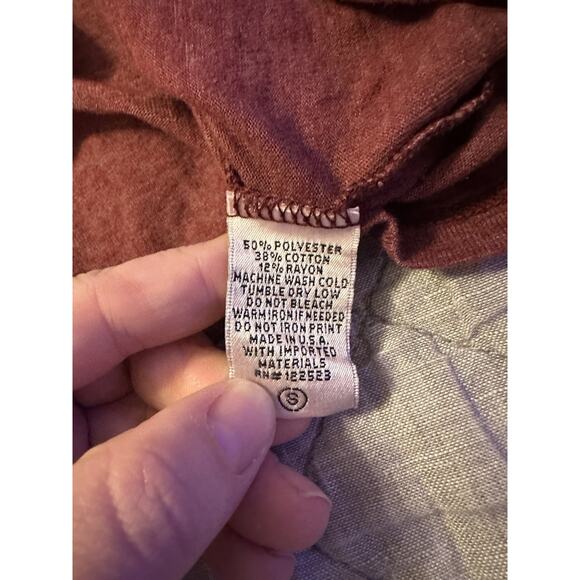 50% POLYESTER
38% COTTON
12% RAYON
MACHINE WASH COLD
TUMBLE DRY LOW
DO NOT BLEACH
WARM IRON IF NEEDED
DO NOT IRON PRINT
MADE IN U.S.A.
WITH IMPORTED
MATERIALS
RN# 122523
S